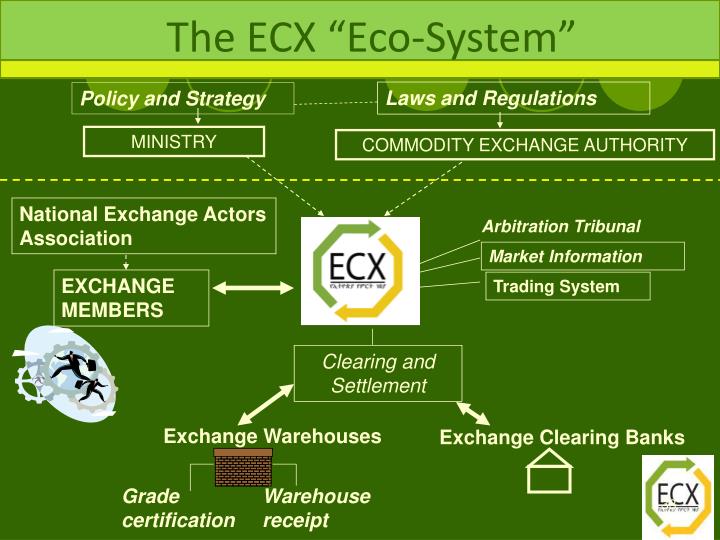 The ECX “Eco-System”
Policy and Strategy
Laws and Regulations
MINISTRY
COMMODITY EXCHANGE AUTHORITY
National Exchange Actors
Association
EXCHANGE
MEMBERS
ECX
Arbitration Tribunal
Market Information
Trading System
Clearing and
Settlement
Exchange Warehouses
Exchange Clearing Banks
Grade
certification
Warehouse
receipt
ECX